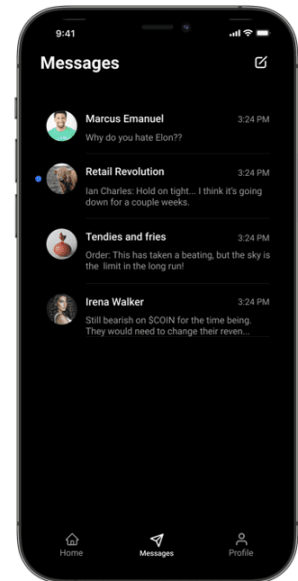 9:41
Messages
Marcus Emanuel 3:24 PM
Why do you hate Elon??
Retail Revolution 3:24 PM
Ian Charles: Hold on tight... I think it's going
down for a couple weeks.
Tendies and fries 3:24 PM
Order: This has taken a beating, but the sky is
the limit in the long run!
Irena Walker 3:24 PM
Still bearish on $COIN for the time being.
They would need to change their reven...
Home Messages Profile